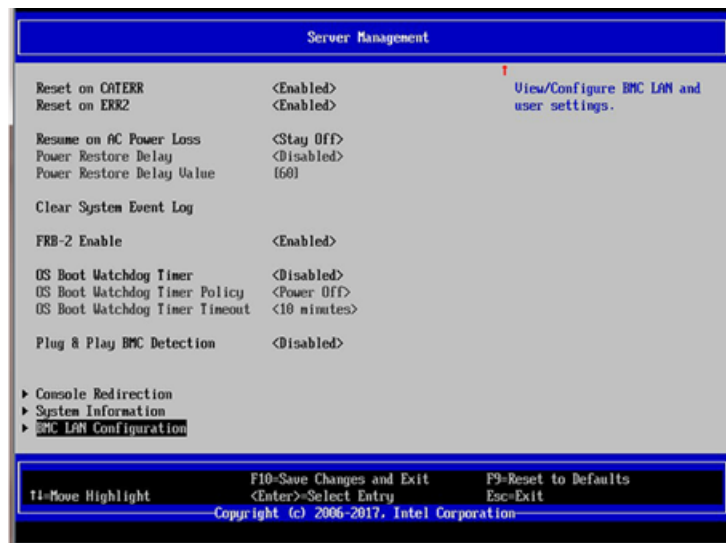 Server Management
Reset on CATERR <Enabled>
Reset on ERR2 <Enabled>
Resume on AC Power Loss <Stay Off>
Power Restore Delay <Disabled>
Power Restore Delay Value [60]
Clear System Event Log
FRB-2 Enable <Enabled>
OS Boot Watchdog Timer <Disabled>
OS Boot Watchdog Timer Policy <Power Off>
OS Boot Watchdog Timer Timeout <10 minutes>
Plug & Play BMC Detection <Disabled>
Console Redirection
System Information
BMC LAN Configuration
View/Configure BMC LAN and
user settings.
F10=Save Changes and Exit F9=Reset to Defaults
↑↓=Move Highlight <Enter>=Select Entry Esc=Exit
Copyright (c) 2006-2017, Intel Corporation